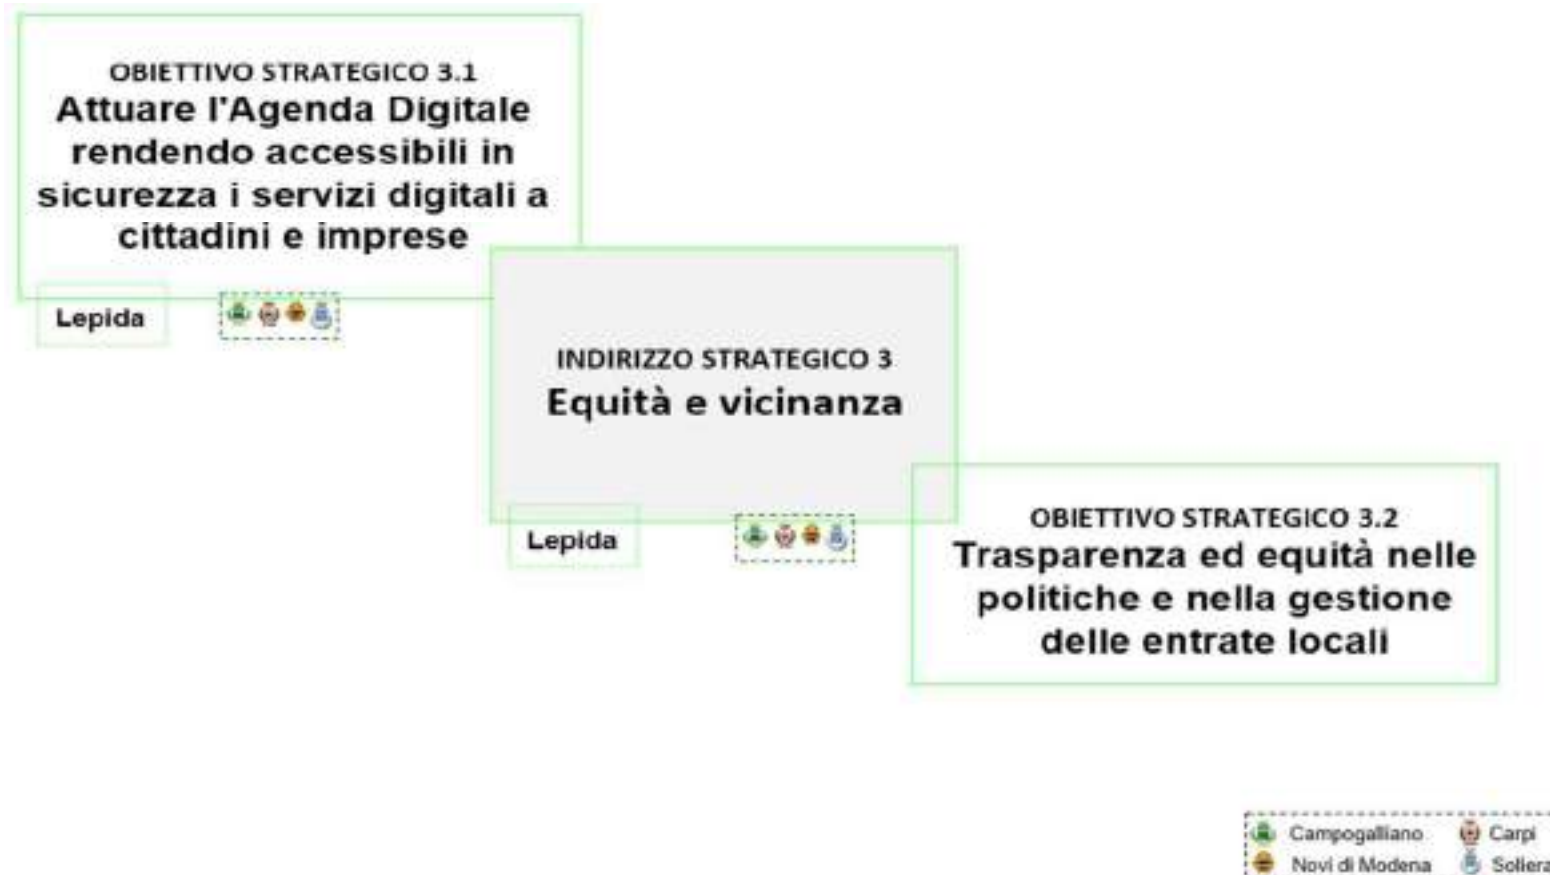 OBIETTIVO STRATEGICO 3.1
Attuare l'Agenda Digitale
rendendo accessibili in
sicurezza i servizi digitali a
cittadini e imprese
Lepida
INDIRIZZO STRATEGICO 3
Equità e vicinanza
Lepida
OBIETTIVO STRATEGICO 3.2
Trasparenza ed equità nelle
politiche e nella gestione
delle entrate locali
Campogalliano Carpi
Novi di Modena Soliera